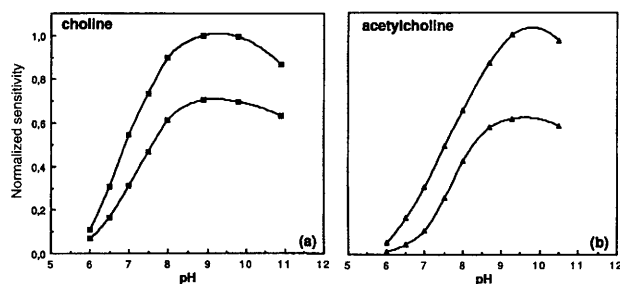 choline
1,0
0,8
0,6
0,4
0,2
0,0
Normalized sensitivity
5 6 7 8 9 10 11 12
pH
(a)
acetylcholine
5 6 7 8 9 10 11 12
pH
(b)